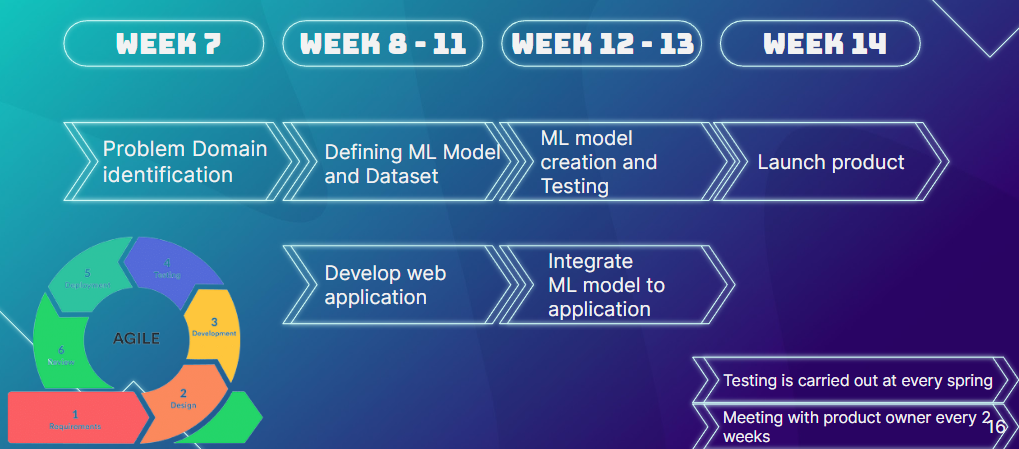 WEEK 7
WEEK 8 - 11
WEEK 12 - 13
WEEK 14
Problem Domain
identification
Defining ML Model
and Dataset
ML model
creation and
Testing
Launch product
Develop web
application
Integrate
ML model to
application
5
Deployment
4
Testing
3
Development
AGILE
6
2
Design
1
Requirements
Testing is carried out at every spring
Meeting with product owner every 2
weeks
16